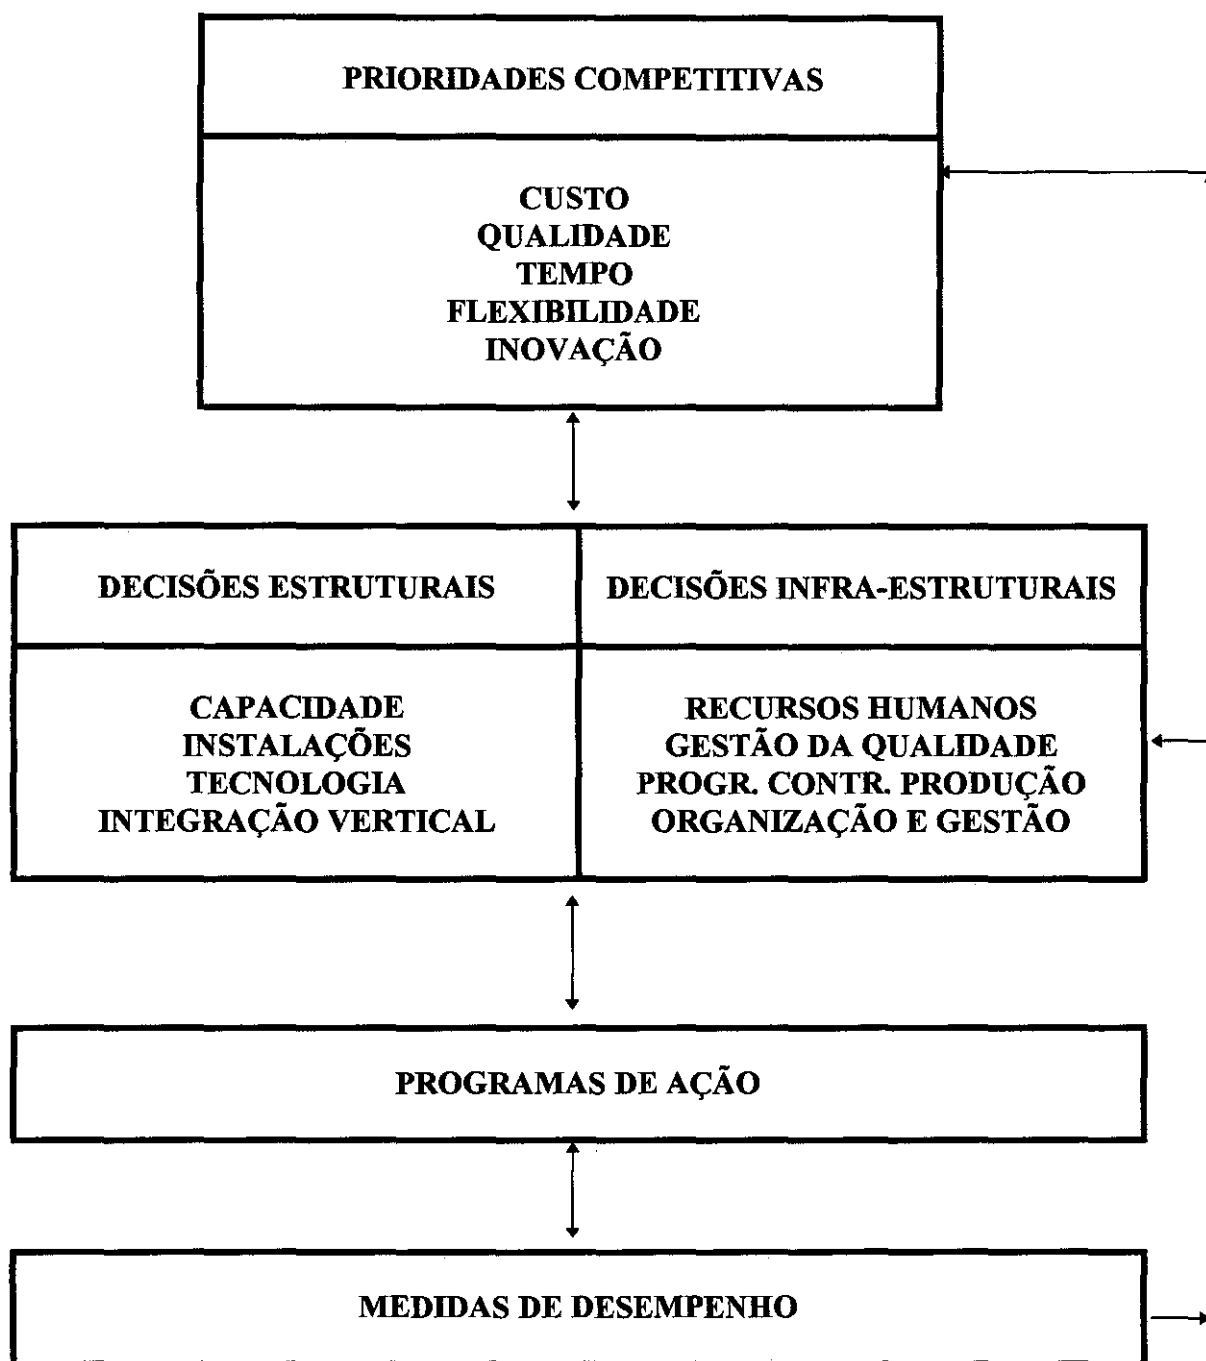 PRIORIDADES COMPETITIVAS
CUSTO
QUALIDADE
TEMPO
FLEXIBILIDADE
INOVAÇÃO
DECISÕES ESTRUTURAIS
DECISÕES INFRA-ESTRUTURAIS
CAPACIDADE
INSTALAÇÕES
TECNOLOGIA
INTEGRAÇÃO VERTICAL
RECURSOS HUMANOS
GESTÃO DA QUALIDADE
PROGR. CONTR. PRODUÇÃO
ORGANIZAÇÃO E GESTÃO
PROGRAMAS DE AÇÃO
MEDIDAS DE DESEMPENHO